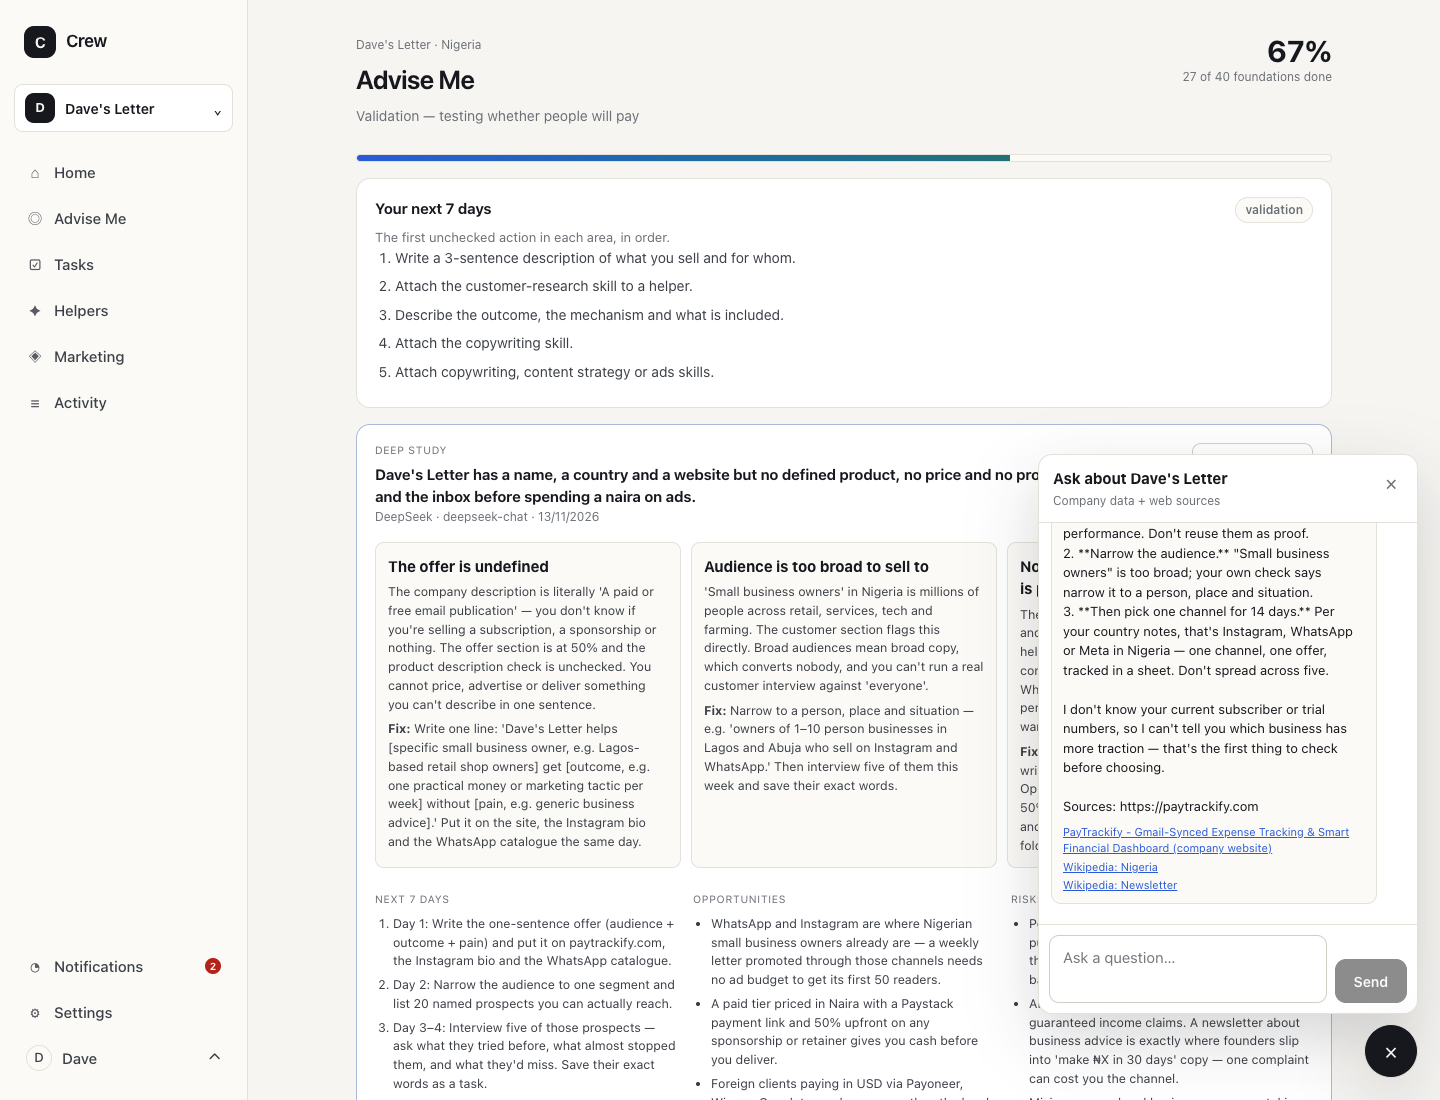 C Crew
D Dave's Letter
Home
Advise Me
Tasks
Helpers
Marketing
Activity
Notifications 2
Settings
D Dave
Dave's Letter · Nigeria
Advise Me
Validation — testing whether people will pay
67%
27 of 40 foundations done
Your next 7 days
validation
The first unchecked action in each area, in order.
1. Write a 3-sentence description of what you sell and for whom.
2. Attach the customer-research skill to a helper.
3. Describe the outcome, the mechanism and what is included.
4. Attach the copywriting skill.
5. Attach copywriting, content strategy or ads skills.
DEEP STUDY
Dave's Letter has a name, a country and a website but no defined product, no price and no pro
and the inbox before spending a naira on ads.
DeepSeek · deepseek-chat · 13/11/2026
The offer is undefined
The company description is literally 'A paid or
free email publication' — you don't know if
you're selling a subscription, a sponsorship or
nothing. The offer section is at 50% and the
product description check is unchecked. You
cannot price, advertise or deliver something
you can't describe in one sentence.
Fix: Write one line: 'Dave's Letter helps
[specific small business owner, e.g. Lagos-
based retail shop owners] get [outcome, e.g.
one practical money or marketing tactic per
week] without [pain, e.g. generic business
advice].' Put it on the site, the Instagram bio
and the WhatsApp catalogue the same day.
Audience is too broad to sell to
'Small business owners' in Nigeria is millions of
people across retail, services, tech and
farming. The customer section flags this
directly. Broad audiences mean broad copy,
which converts nobody, and you can't run a real
customer interview against 'everyone'.
Fix: Narrow to a person, place and situation —
e.g. 'owners of 1–10 person businesses in
Lagos and Abuja who sell on Instagram and
WhatsApp.' Then interview five of them this
week and save their exact words.
No
is
The
and
hel
con
Wh
per
war
Fix
wri
Op
50%
and
fold
NEXT 7 DAYS
1. Day 1: Write the one-sentence offer (audience +
outcome + pain) and put it on paytrackify.com,
the Instagram bio and the WhatsApp catalogue.
2. Day 2: Narrow the audience to one segment and
list 20 named prospects you can actually reach.
3. Day 3–4: Interview five of those prospects —
ask what they tried before, what almost stopped
them, and what they'd miss. Save their exact
words as a task.
OPPORTUNITIES
• WhatsApp and Instagram are where Nigerian
small business owners already are — a weekly
letter promoted through those channels needs
no ad budget to get its first 50 readers.
• A paid tier priced in Naira with a Paystack
payment link and 50% upfront on any
sponsorship or retainer gives you cash before
you deliver.
• Foreign clients paying in USD via Payoneer,
RISK
guaranteed income claims. A newsletter about
business advice is exactly where founders slip
into 'make ₦X in 30 days' copy — one complaint
can cost you the channel.
Ask about Dave's Letter
Company data + web sources
performance. Don't reuse them as proof.
2. **Narrow the audience.** "Small business
owners" is too broad; your own check says
narrow it to a person, place and situation.
3. **Then pick one channel for 14 days.** Per
your country notes, that's Instagram, WhatsApp
or Meta in Nigeria — one channel, one offer,
tracked in a sheet. Don't spread across five.
I don't know your current subscriber or trial
numbers, so I can't tell you which business has
more traction — that's the first thing to check
before choosing.
Sources: https://paytrackify.com
PayTrackify - Gmail-Synced Expense Tracking & Smart
Financial Dashboard (company website)
Wikipedia: Nigeria
Wikipedia: Newsletter
Ask a question...
Send